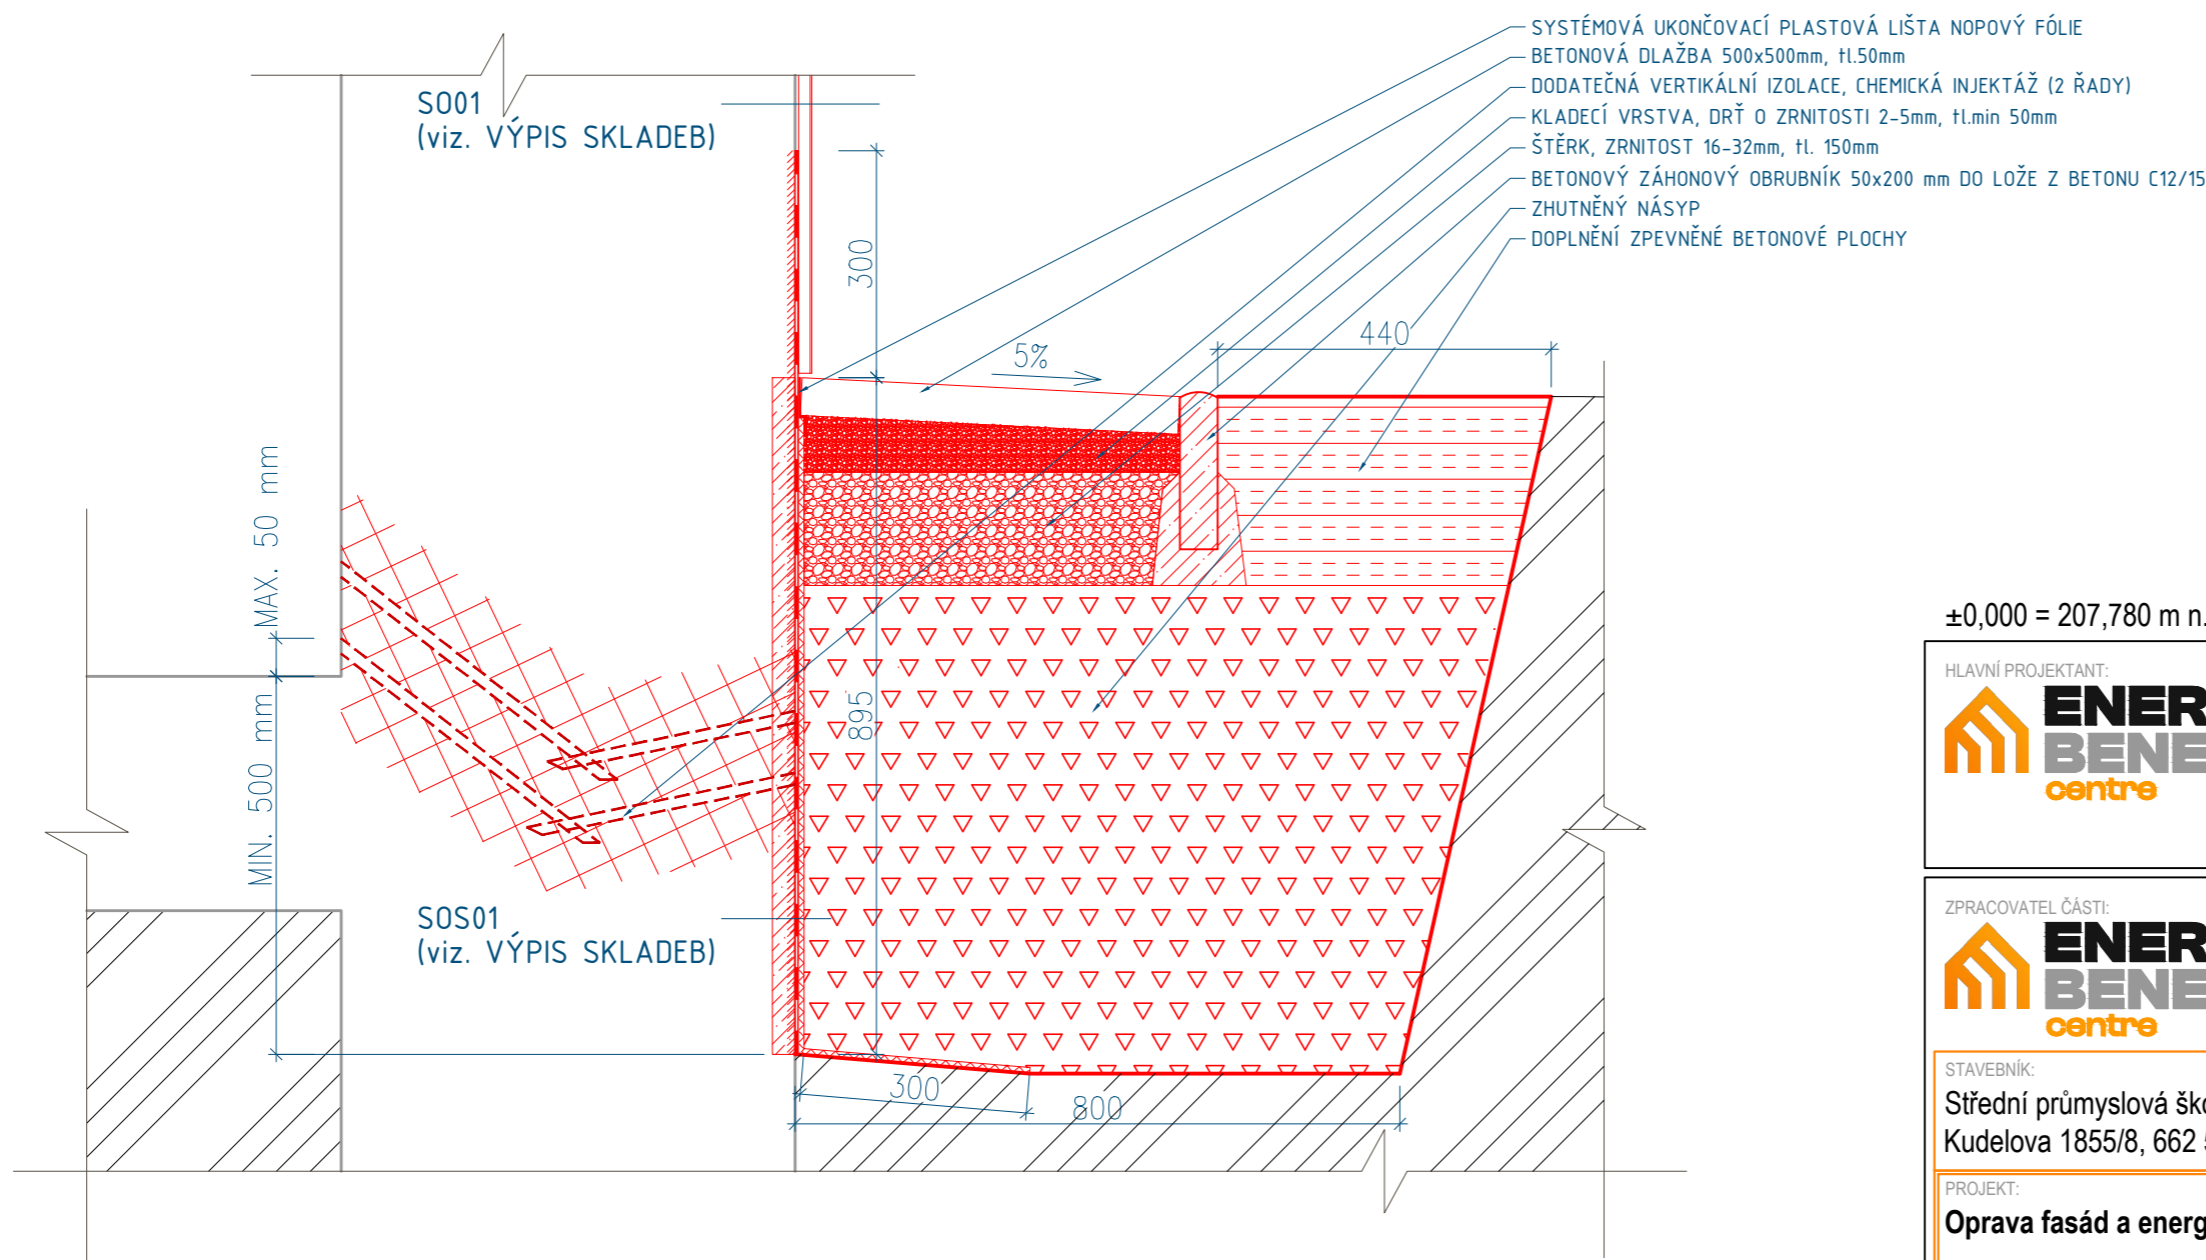 SYSTÉMOVÁ UKONČOVACÍ PLASTOVÁ LIŠTA NOPOVÝ FÓLIE
BETONOVÁ DLAŽBA 500x500mm, tl.50mm
DODATEČNÁ VERTIKÁLNÍ IZOLACE, CHEMICKÁ INJEKTÁŽ (2 ŘADY)
KLADECÍ VRSTVA, DRŤ O ZRNITOSTI 2-5mm, tl.min 50mm
ŠTĚRK, ZRNITOST 16-32mm, tl. 150mm
BETONOVÝ ZÁHONOVÝ OBRUBNÍK 50x200 mm DO LOŽE Z BETONU C12/15
ZHUTNĚNÝ NÁSYP
DOPLNĚNÍ ZPEVNĚNÉ BETONOVÉ PLOCHY
SO01
(viz. VÝPIS SKLADEB)
300
440
5%
MAX. 50 mm
MIN. 500 mm
895
SOS01
(viz. VÝPIS SKLADEB)
300
800
±0,000 = 207,780 m n.
HLAVNÍ PROJEKTANT:
ENER
BENE
centre
ZPRACOVATEL ČÁSTI:
ENER
BENE
centre
STAVEBNÍK:
Střední průmyslová ško
Kudelova 1855/8, 662 5
PROJEKT:
Oprava fasád a energ